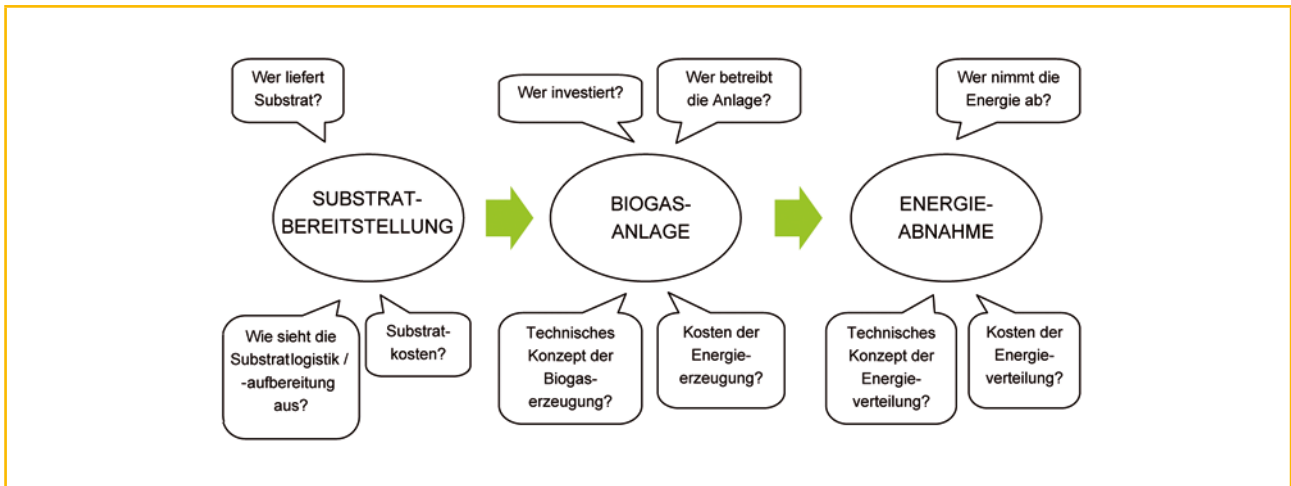 Wer liefert
Substrat?
Wer investiert?
Wer betreibt
die Anlage?
Wer nimmt die
Energie ab?
SUBSTRAT-
BEREITSTELLUNG
BIOGAS-
ANLAGE
ENERGIE-
ABNAHME
Wie sieht die
Substratlogistik /
-aufbereitung
aus?
Substrat-
kosten?
Technisches
Konzept der
Biogas-
erzeugung?
Kosten der
Energie-
erzeugung?
Technisches
Konzept der
Energie-
verteilung?
Kosten der
Energie-
verteilung?